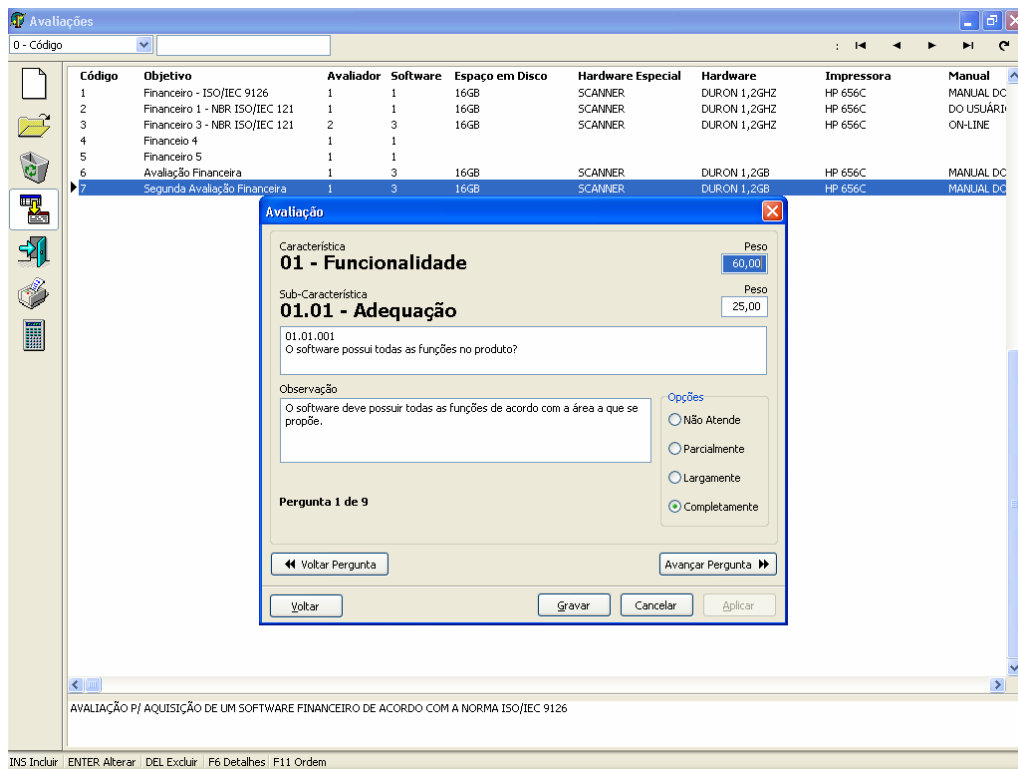 Avaliações
0 - Código
:
Código Objetivo Avaliador Software Espaço em Disco Hardware Especial Hardware Impressora Manual
1 Financeiro - ISO/IEC 9126 1 1 16GB SCANNER DURON 1,2GHZ HP 656C MANUAL DO
2 Financeiro 1 - NBR ISO/IEC 121 1 1 16GB SCANNER DURON 1,2GHZ HP 656C DO USUÁRI
3 Financeiro 3 - NBR ISO/IEC 121 2 3 16GB SCANNER DURON 1,2GHZ HP 656C ON-LINE
4 Financeio 4 1 1
5 Financeiro 5 1 1
6 Avaliação Financeira 1 3 16GB SCANNER DURON 1,2GB HP 656C MANUAL DO
7 Segunda Avaliação Financeira 1 3 16GB SCANNER DURON 1,2GB HP 656C MANUAL DO
Avaliação
Característica Peso
01 - Funcionalidade 60,00
Sub-Característica Peso
01.01 - Adequação 25,00
01.01.001
O software possui todas as funções no produto?
Observação
O software deve possuir todas as funções de acordo com a área a que se
propõe.
Opções
Não Atende
Parcialmente
Largamente
Completamente
Pergunta 1 de 9
Voltar Pergunta Avançar Pergunta
Voltar Gravar Cancelar Aplicar
AVALIAÇÃO P/ AQUISIÇÃO DE UM SOFTWARE FINANCEIRO DE ACORDO COM A NORMA ISO/IEC 9126
INS Incluir ENTER Alterar DEL Excluir F6 Detalhes F11 Ordem